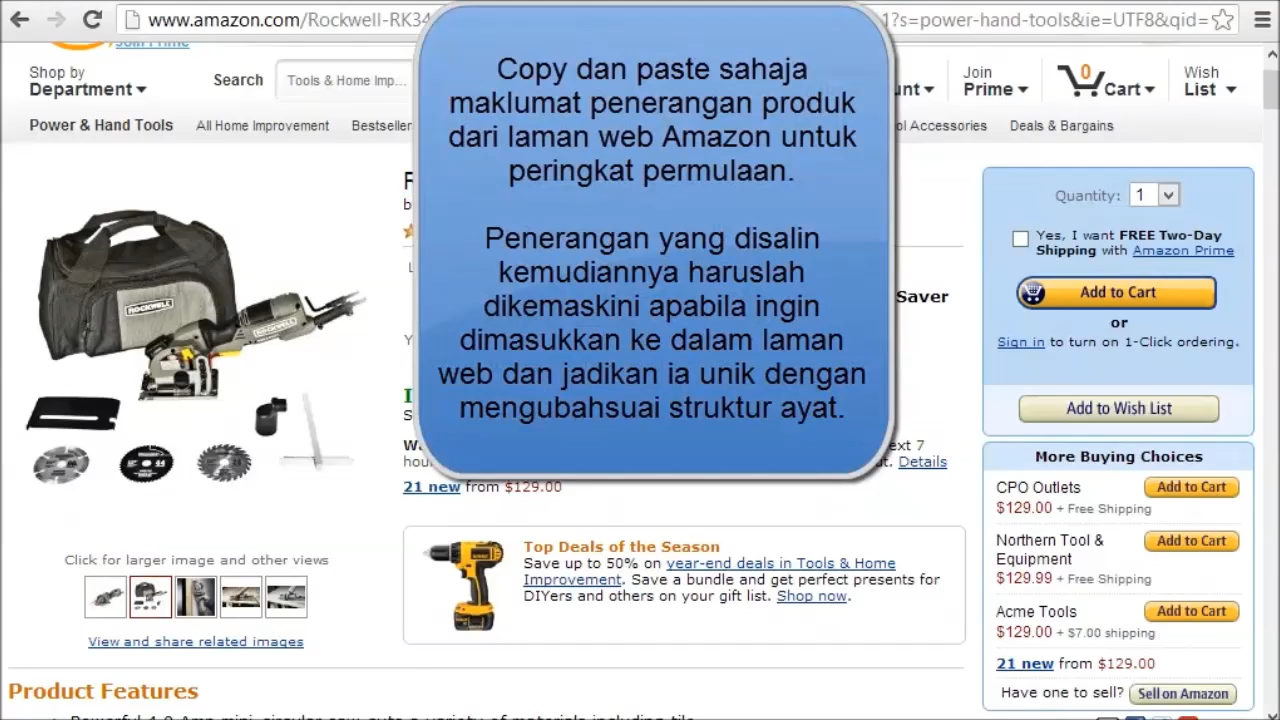 www.amazon.com/Rockwell-RK34
1?s=power-hand-tools&ie=UTF8&qid=
Join Prime
Shop by
Department
Search
Tools & Home Imp...
Join
Prime
0
Cart
Wish
List
Power & Hand Tools
All Home Improvement
Accessories
Deals & Bargains
Copy dan paste sahaja
maklumat penerangan produk
dari laman web Amazon untuk
peringkat permulaan.
Penerangan yang disalin
kemudiannya haruslah
dikemaskini apabila ingin
dimasukkan ke dalam laman
web dan jadikan ia unik dengan
mengubahsuai struktur ayat.
ROCKWELL
ROCKWELL
Saver
Details
21 new from $129.00
Click for larger image and other views
View and share related images
Top Deals of the Season
Save up to 50% on year-end deals in Tools & Home
Improvement. Save a bundle and get perfect presents for
DIYers and others on your gift list. Shop now.
Quantity: 1
Yes, I want FREE Two-Day
Shipping with Amazon Prime
Add to Cart
or
Sign in to turn on 1-Click ordering.
Add to Wish List
More Buying Choices
CPO Outlets Add to Cart
$129.00 + Free Shipping
Northern Tool & Add to Cart
Equipment
$129.99 + Free Shipping
Acme Tools Add to Cart
$129.00 + $7.00 shipping
21 new from $129.00
Have one to sell? Sell on Amazon
Product Features